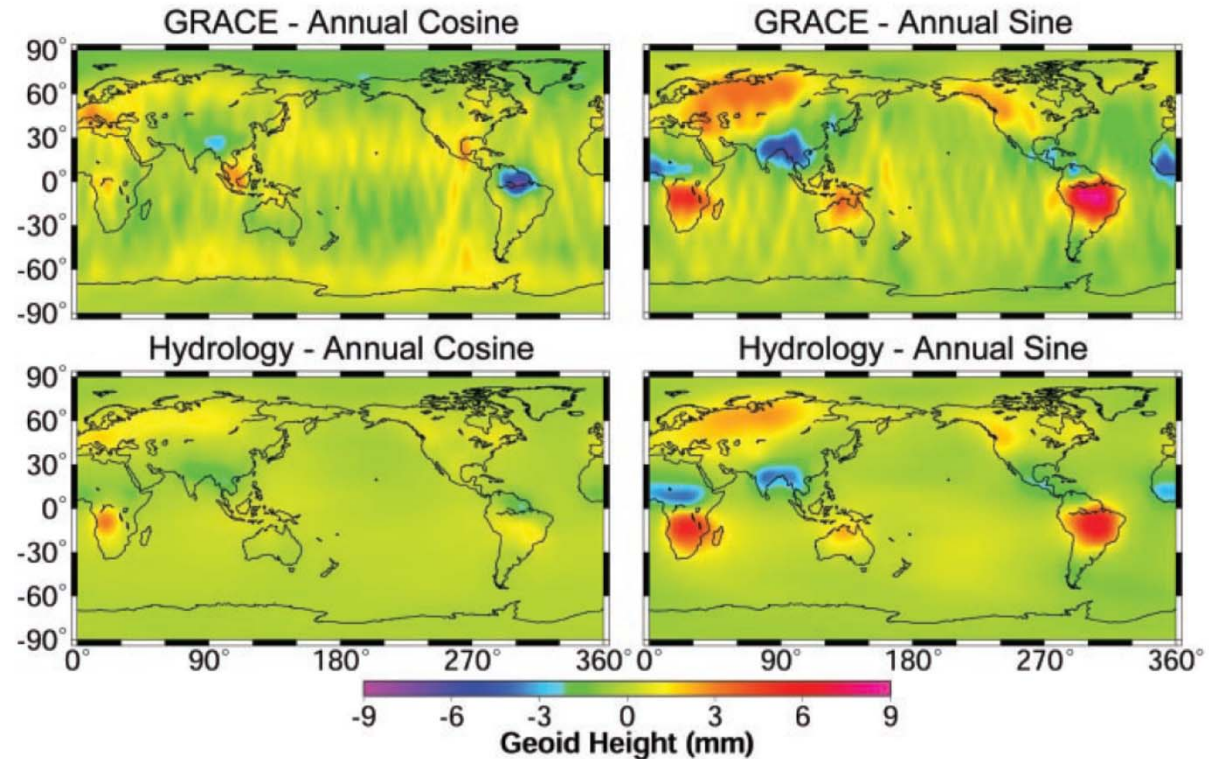 GRACE - Annual Cosine
GRACE - Annual Sine
90°
60°
30°
0°
-30°
-60°
-90°
Hydrology - Annual Cosine
Hydrology - Annual Sine
90°
60°
30°
0°
-30°
-60°
-90°
0° 90° 180° 270° 360°
0° 90° 180° 270° 360°
-9 -6 -3 0 3 6 9
Geoid Height (mm)